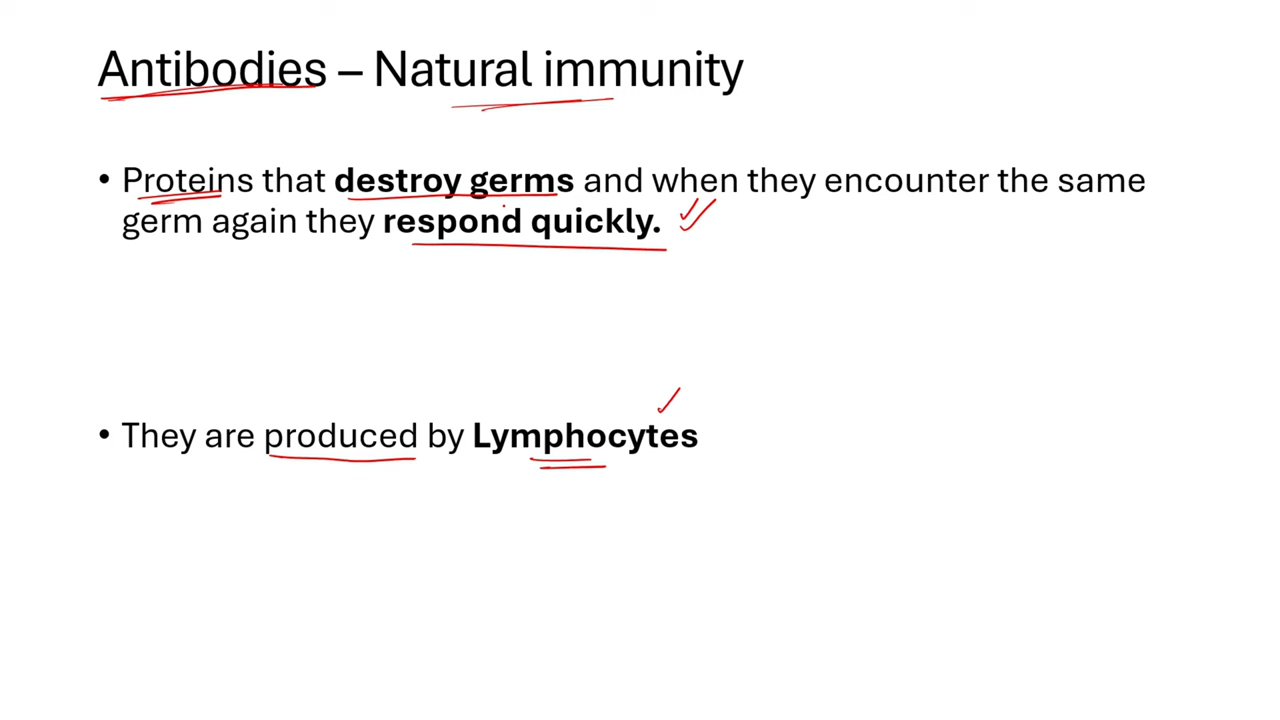 Antibodies – Natural immunity
• Proteins that destroy germs and when they encounter the same
germ again they respond quickly.
• They are produced by Lymphocytes